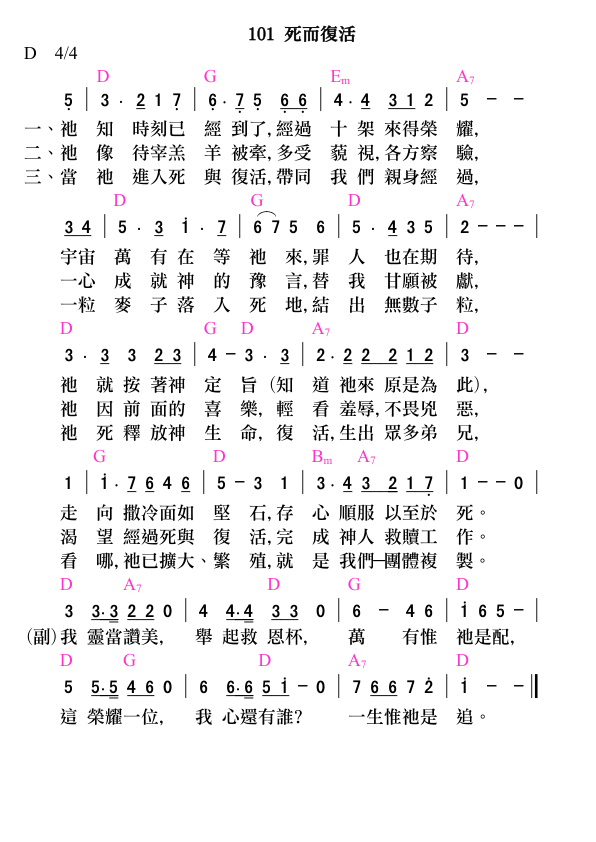 101 死而復活
D 4/4
D G Em A7
5 | 3 · 2 1 7 | 6 · 7 5 6 6 | 4 · 4 3 1 2 | 5 − −
一、祂 知 時刻已 經 到了,經過 十 架 來得榮 耀,
二、祂 像 待宰羔 羊 被牽,多受 藐 視,各方察 驗,
三、當 祂 進入死 與 復活,帶同 我 們 親身經 過,
D G D A7
3 4 | 5 · 3 1 · 7 | 6 7 5 6 | 5 · 4 3 5 | 2 − − − |
宇宙 萬 有 在 等 祂 來,罪 人 也在期 待,
一心 成 就 神 的 豫 言,替 我 甘願被 獻,
一粒 麥 子 落 入 死 地,結 出 無數子 粒,
D G D A7 D
3 · 3 3 2 3 | 4 − 3 · 3 | 2 · 2 2 2 1 2 | 3 − −
祂 就 按 著神 定 旨（知 道 祂來 原是為 此),
祂 因 前 面的 喜 樂, 輕 看 羞辱,不畏兇 惡,
祂 死 釋 放神 生 命, 復 活,生出 眾多弟 兄,
G D Bm A7 D
1 | 1 · 7 6 4 6 | 5 − 3 1 | 3 · 4 3 2 1 7 | 1 − − 0 |
走 向 撒冷面如 堅 石,存 心 順服 以至於 死。
渴 望 經過死與 復 活,完 成 神人 救贖工 作。
看 哪,祂已擴大、繁 殖,就 是 我們─團體複 製。
D A7 D G D
3 3·3 2 2 0 | 4 4·4 3 3 0 | 6 − 4 6 | 1 6 5 − |
(副)我 靈當讚美, 舉 起救 恩杯, 萬 有惟 祂是配,
D G D A7 D
5 5·5 4 6 0 | 6 6·6 5 1 − 0 | 7 6 6 7 2 | 1 − − ‖
這 榮耀一位, 我 心還有誰? 一生惟祂是 追。